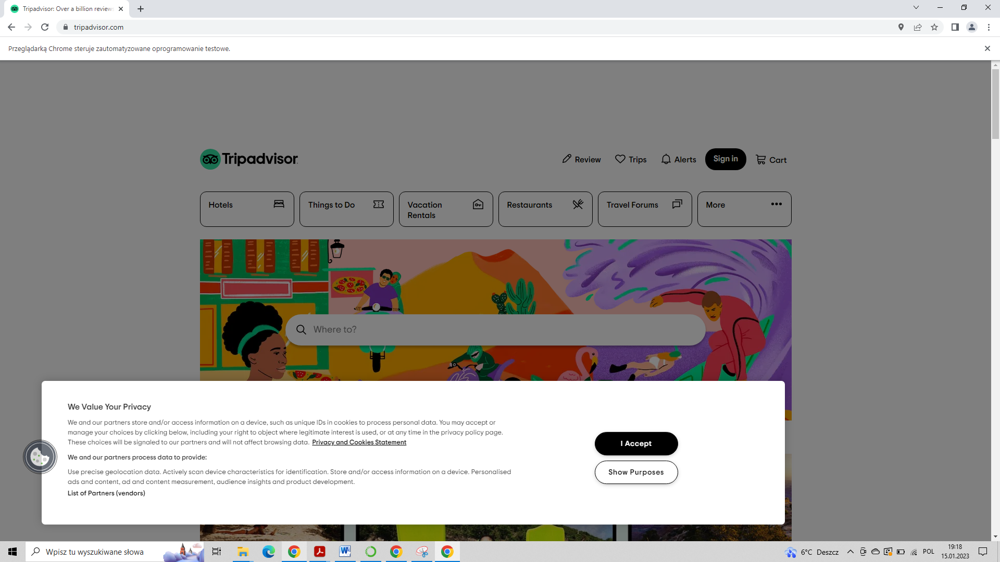 Tripadvisor: Over a billion reviews
tripadvisor.com
Przeglądarką Chrome steruje zautomatyzowane oprogramowanie testowe.
Tripadvisor
Review
Trips
Alerts
Sign in
Cart
Hotels
Things to Do
Vacation
Rentals
Restaurants
Travel Forums
More
Where to?
We Value Your Privacy
We and our partners store and/or access information on a device, such as unique IDs in cookies to process personal data. You may accept or
manage your choices by clicking below, including your right to object where legitimate interest is used, or at any time in the privacy policy page.
These choices will be signaled to our partners and will not affect browsing data. Privacy and Cookies Statement
We and our partners process data to provide:
Use precise geolocation data. Actively scan device characteristics for identification. Store and/or access information on a device. Personalised
ads and content, ad and content measurement, audience insights and product development.
List of Partners (vendors)
I Accept
Show Purposes
Wpisz tu wyszukiwane słowa
6°C Deszcz
POL
19:18
15.01.2023